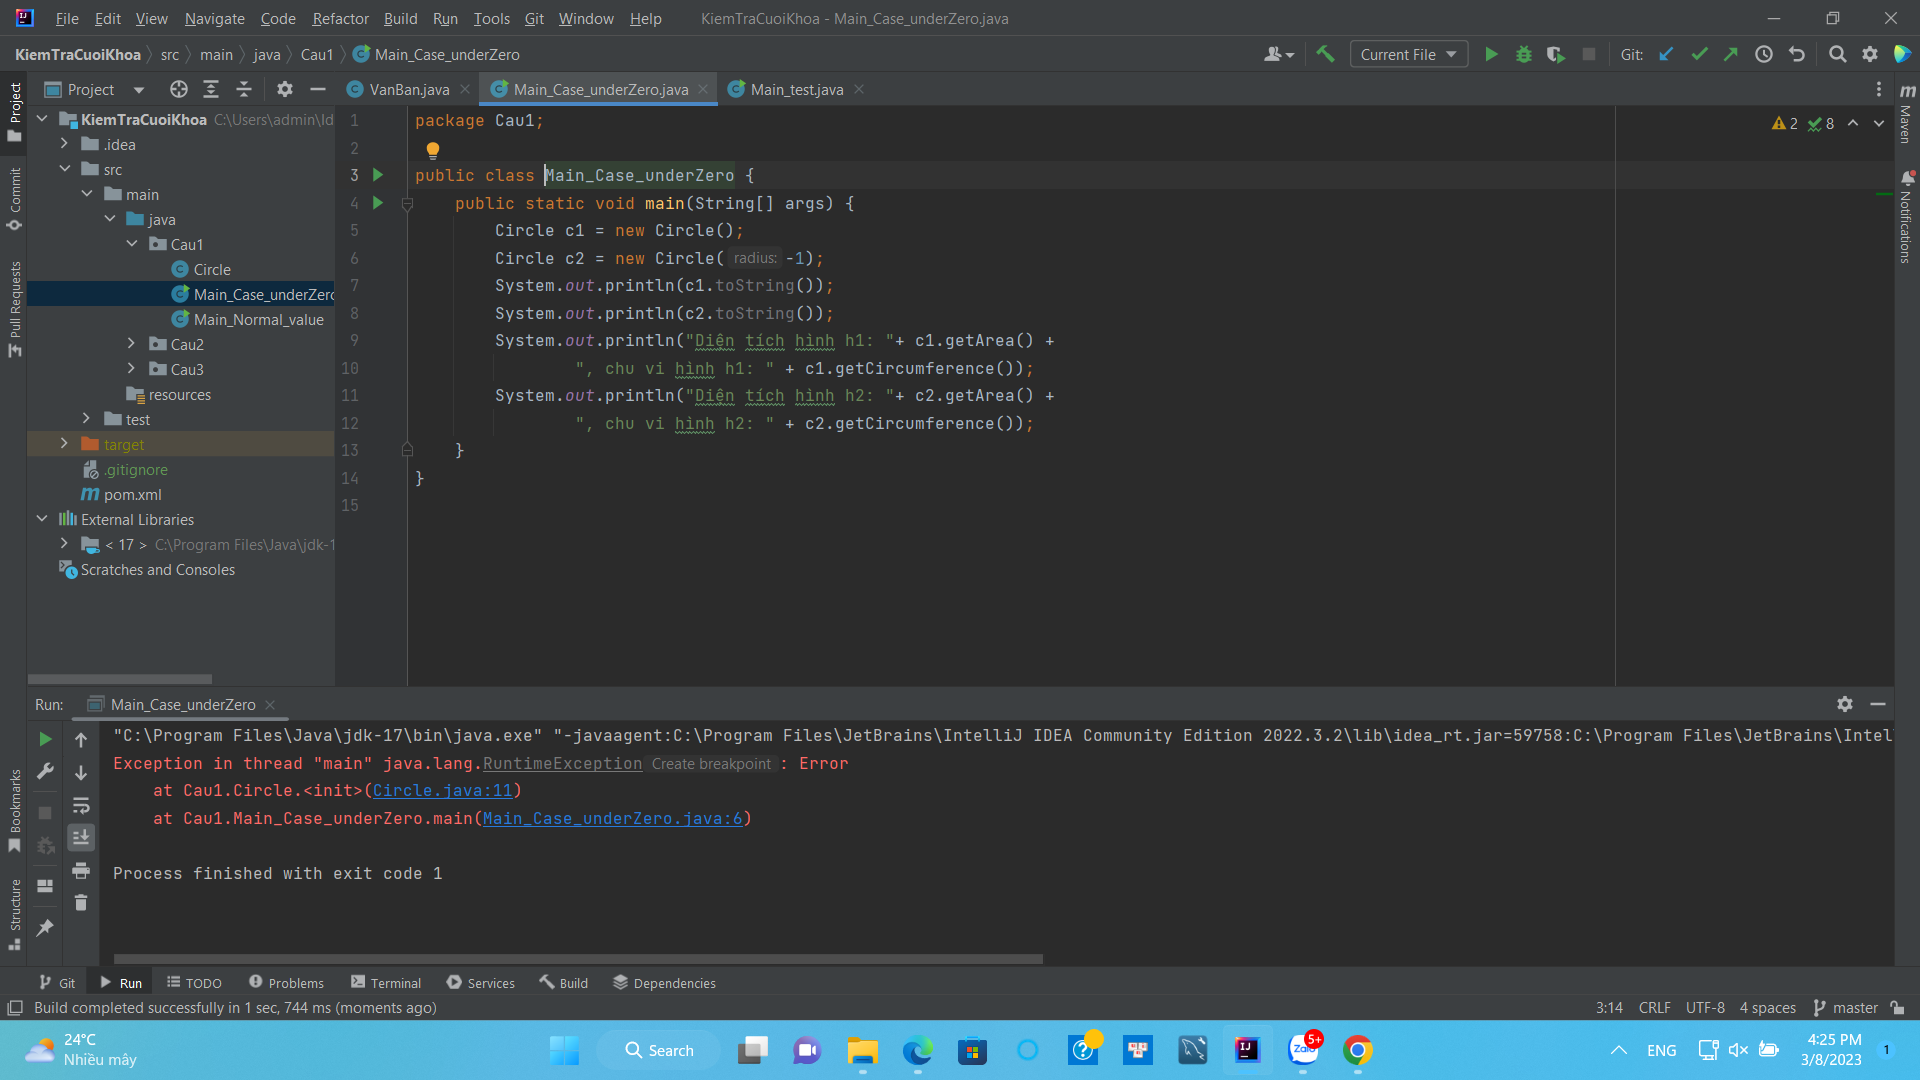 File Edit View Navigate Code Refactor Build Run Tools Git Window Help KiemTraCuoiKhoa - Main_Case_underZero.java
KiemTraCuoiKhoa src main java Cau1 Main_Case_underZero Current File Git:
Project VanBan.java Main_Case_underZero.java Main_test.java
Project
Commit
Pull Requests
Bookmarks
Structure
KiemTraCuoiKhoa C:\Users\admin\Id
.idea
src
main
java
Cau1
Circle
Main_Case_underZero
Main_Normal_value
Cau2
Cau3
resources
test
target
.gitignore
pom.xml
External Libraries
< 17 > C:\Program Files\Java\jdk-1
Scratches and Consoles
2 8
1 package Cau1;
2
3 public class Main_Case_underZero {
4 public static void main(String[] args) {
5 Circle c1 = new Circle();
6 Circle c2 = new Circle( radius: -1);
7 System.out.println(c1.toString());
8 System.out.println(c2.toString());
9 System.out.println("Diện tích hình h1: "+ c1.getArea() +
10 ", chu vi hình h1: " + c1.getCircumference());
11 System.out.println("Diện tích hình h2: "+ c2.getArea() +
12 ", chu vi hình h2: " + c2.getCircumference());
13 }
14 }
15
Maven
Notifications
Run: Main_Case_underZero
"C:\Program Files\Java\jdk-17\bin\java.exe" "-javaagent:C:\Program Files\JetBrains\IntelliJ IDEA Community Edition 2022.3.2\lib\idea_rt.jar=59758:C:\Program Files\JetBrains\Intel
Exception in thread "main" java.lang.RuntimeException Create breakpoint : Error
at Cau1.Circle.<init>(Circle.java:11)
at Cau1.Main_Case_underZero.main(Main_Case_underZero.java:6)
Process finished with exit code 1
Git Run TODO Problems Terminal Services Build Dependencies
Build completed successfully in 1 sec, 744 ms (moments ago) 3:14 CRLF UTF-8 4 spaces master
24°C
Nhiều mây
Search
Zalo
5+
ENG
4:25 PM
3/8/2023
1